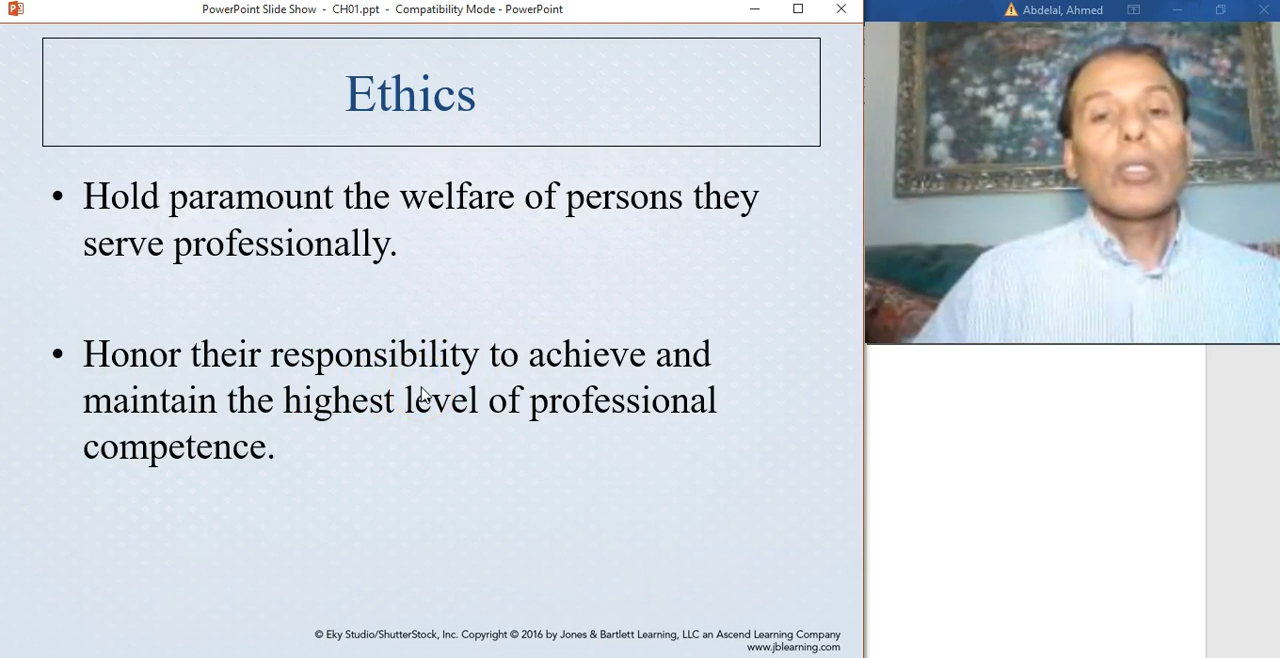 PowerPoint Slide Show - CH01.ppt - Compatibility Mode - PowerPoint
Abdelal, Ahmed
Ethics
• Hold paramount the welfare of persons they
serve professionally.
• Honor their responsibility to achieve and
maintain the highest level of professional
competence.
© Eky Studio/ShutterStock, Inc. Copyright © 2016 by Jones & Bartlett Learning, LLC an Ascend Learning Company
www.jblearning.com